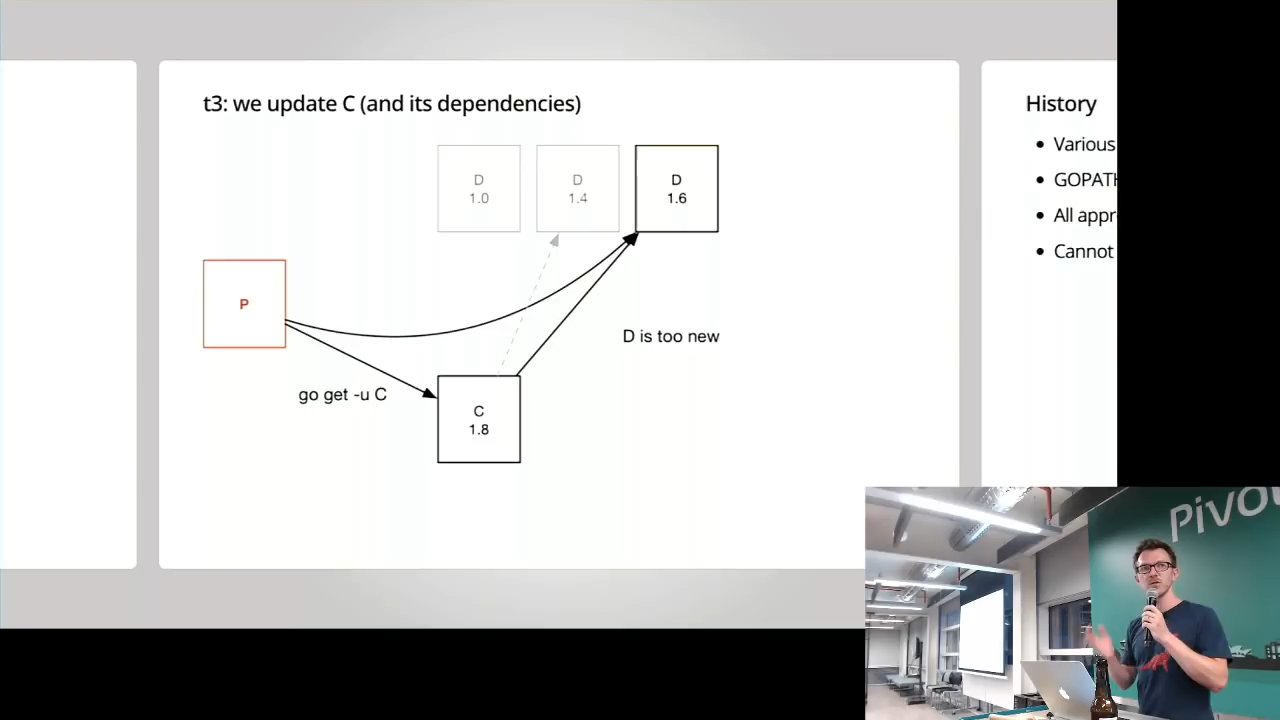 t3: we update C (and its dependencies)
D
1.0
D
1.4
D
1.6
P
D is too new
go get -u C
C
1.8
History
Various
GOPATH
All appr
Cannot
Pivo